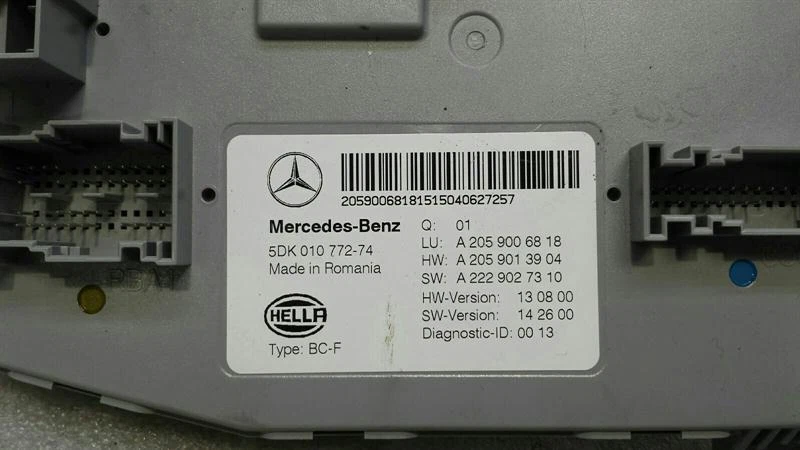 20590068181515040627257
Mercedes-Benz
5DK 010 772-74
Made in Romania
HELLA
Type: BC-F
Q: 01
LU: A 205 900 68 18
HW: A 205 901 39 04
SW: A 222 902 73 10
HW-Version: 13 08 00
SW-Version: 14 26 00
Diagnostic-ID: 00 13